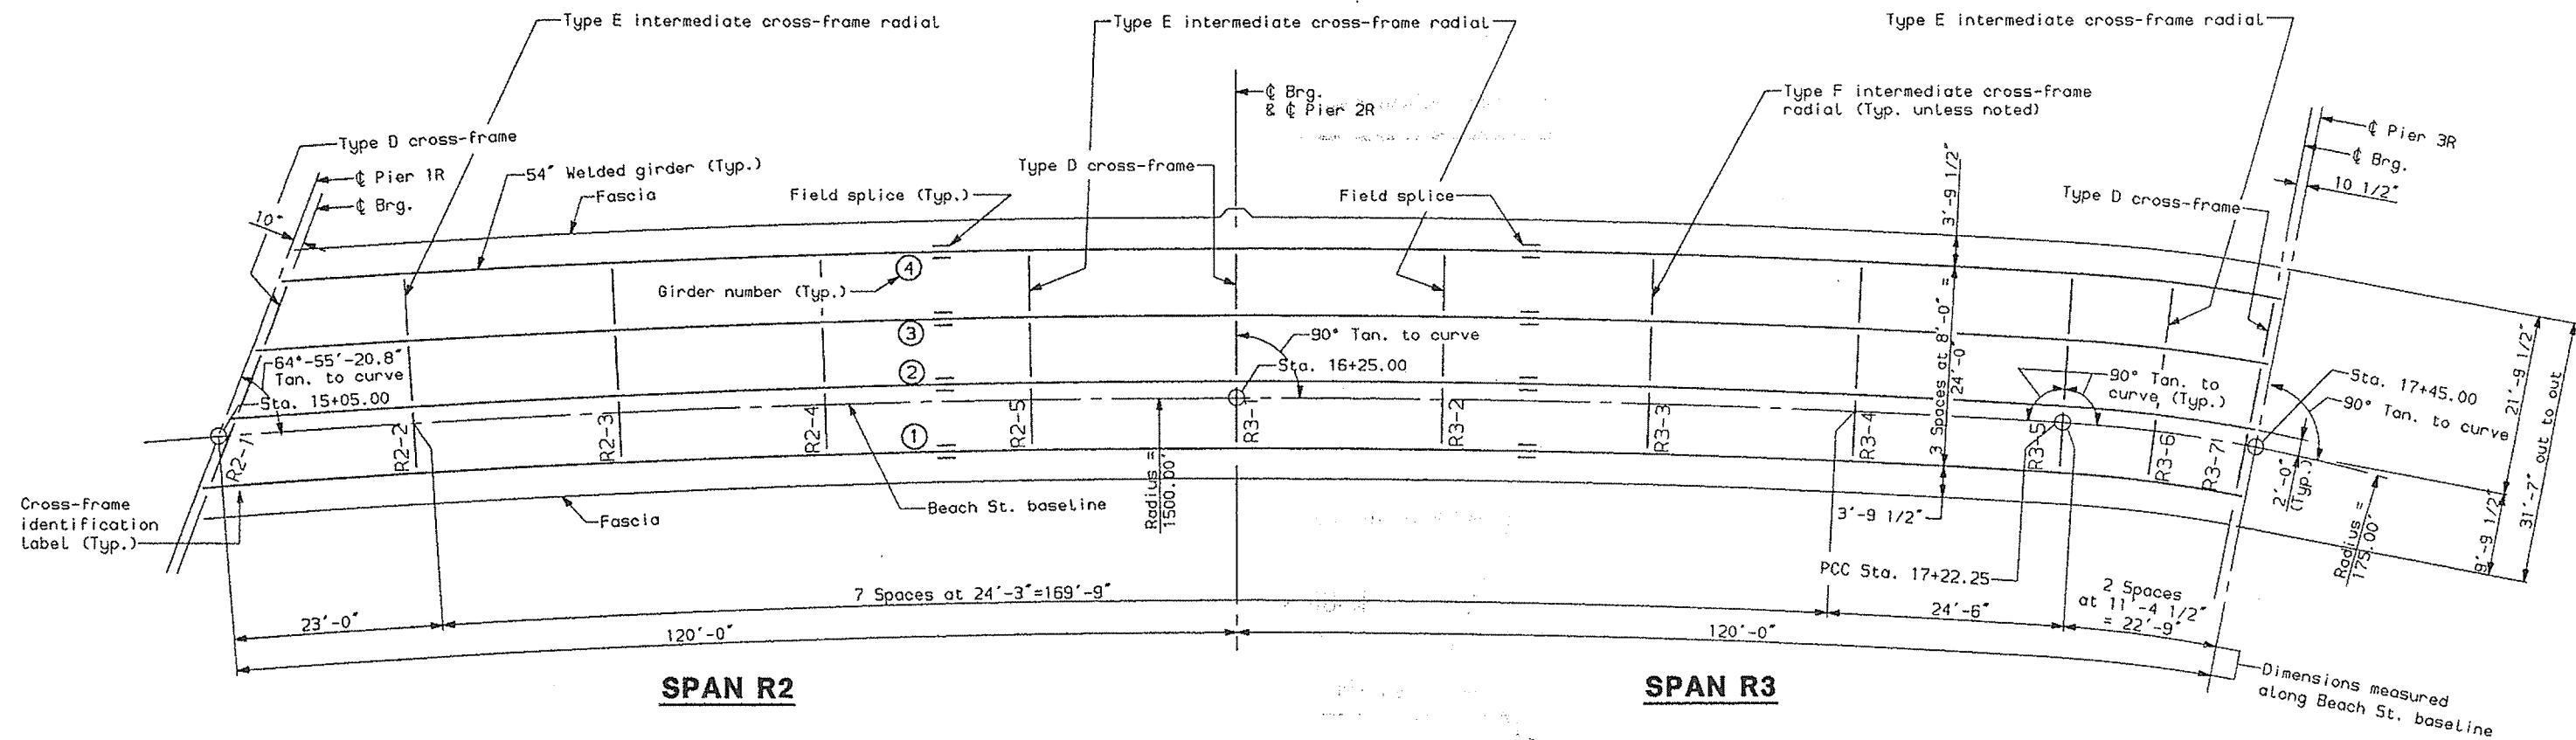 Type E intermediate cross-frame radial
Type E intermediate cross-frame radial
Type E intermediate cross-frame radial
℄ Brg.
& ℄ Pier 2R
Type F intermediate cross-frame
radial (Typ. unless noted)
℄ Pier 3R
℄ Brg.
10 1/2"
Type D cross-frame
℄ Pier 1R
℄ Brg.
10"
54" Welded girder (Typ.)
Fascia
Field splice (Typ.)
Type D cross-frame
Field splice
3'-9 1/2"
Type D cross-frame
4
Girder number (Typ.)
3
2
1
64°-55'-20.8"
Tan. to curve
Sta. 15+05.00
90° Tan. to curve
Sta. 16+25.00
3 Spaces at 8'-0" =
24'-0
90° Tan. to
curve, (Typ.)
Sta. 17+45.00
90° Tan. to curve
21'-9 1/2"
31'-7" out to out
9'-9 1/2"
2'-0"
(Typ.)
R2-1
R2-2
R2-3
R2-4
R2-5
R3-1
R3-2
R3-3
R3-4
R3-5
R3-6
R3-7
Cross-frame
identification
label (Typ.)
Fascia
Beach St. baseline
Radius =
1500.00'
3'-9 1/2"
PCC Sta. 17+22.25
Radius =
175.00'
23'-0"
7 Spaces at 24'-3"=169'-9"
24'-6"
2 Spaces
at 11'-4 1/2"
= 22'-9"
120'-0"
120'-0"
Dimensions measured
along Beach St. baseline
SPAN R2
SPAN R3